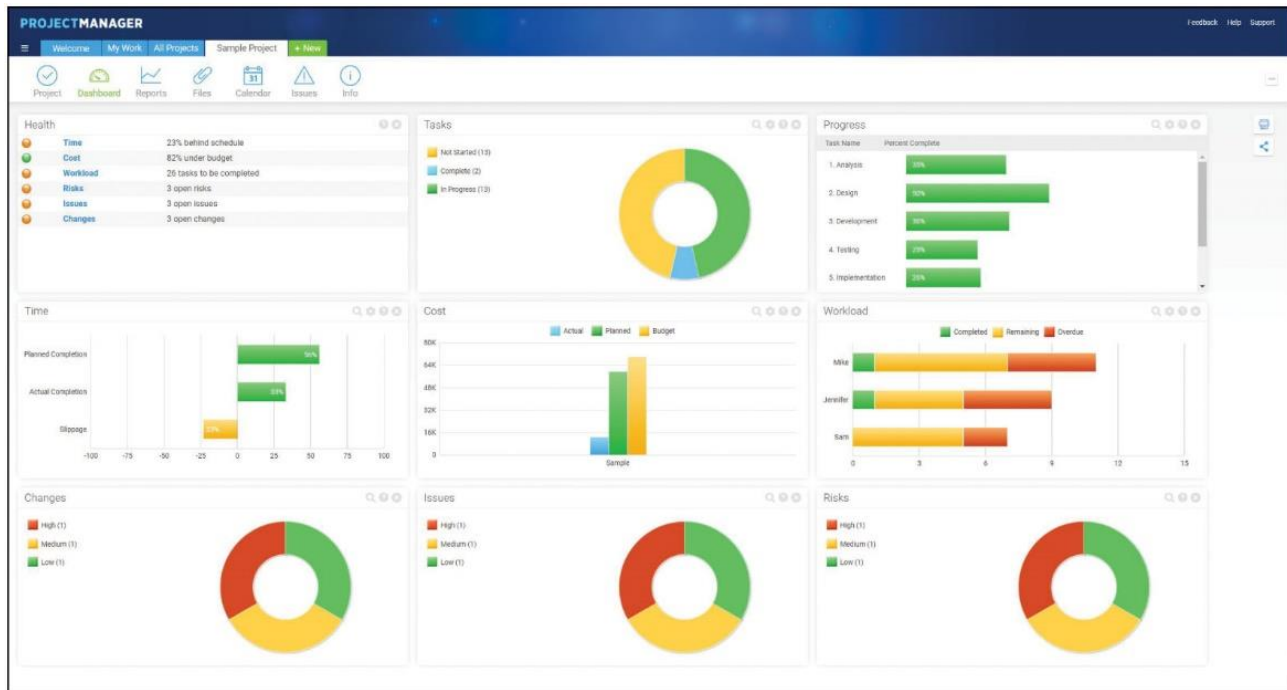 PROJECTMANAGER
Feedback Help Support
Welcome My Work All Projects Sample Project + New
31
Project Dashboard Reports Files Calendar Issues Info
Health
Time 23% behind schedule
Cost 82% under budget
Workload 26 tasks to be completed
Risks 3 open risks
Issues 3 open issues
Changes 3 open changes
Tasks
Not Started (13)
Complete (2)
In Progress (13)
Progress
Task Name Percent Complete
1. Analysis
2. Design
3. Development
4. Testing
5. Implementation
Time
Planned Completion 56%
Actual Completion 33%
Slippage 23%
-100 -75 -50 -25 0 25 50 75 100
Cost
Actual Planned Budget
80K
64K
48K
32K
16K
0
Sample
Workload
Completed Remaining Overdue
Mike
Jennifer
Sam
0 3 6 9 12 15
Changes
High (1)
Medium (1)
Low (1)
Issues
High (1)
Medium (1)
Low (1)
Risks
High (1)
Medium (1)
Low (1)